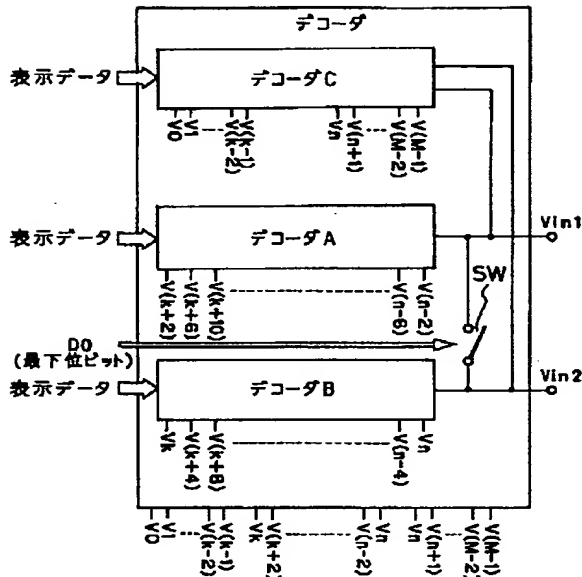 デコーダ
表示データ
デコーダC
V0 V1 V(k-2) V(k-1) Vn V(n+1) V(M-2) V(M-1)
表示データ
デコーダA
Vin1
V(k+2) V(k+6) V(k+10) V(n-6) V(n-2)
SW
D0
(最下位ビット)
表示データ
デコーダB
Vin2
Vk V(k+4) V(k+8) V(n-4) Vn
V0 V1 V(k-2) V(k-1) Vk V(k+2) V(n-2) Vn Vn V(n+1) V(M-2) V(M-1)